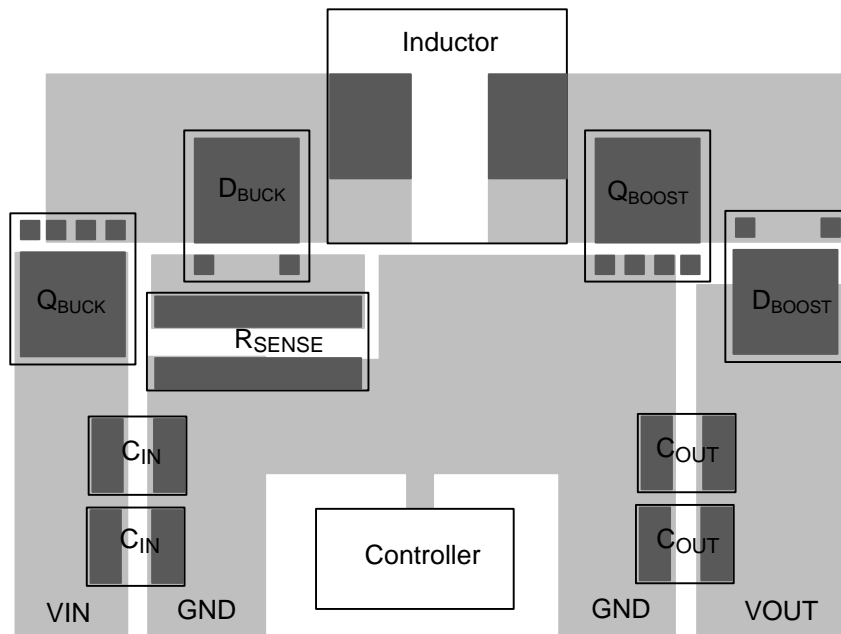 Inductor
DBUCK
QBOOST
QBUCK
DBOOST
RSENSE
CIN
COUT
CIN
COUT
Controller
VIN
GND
GND
VOUT